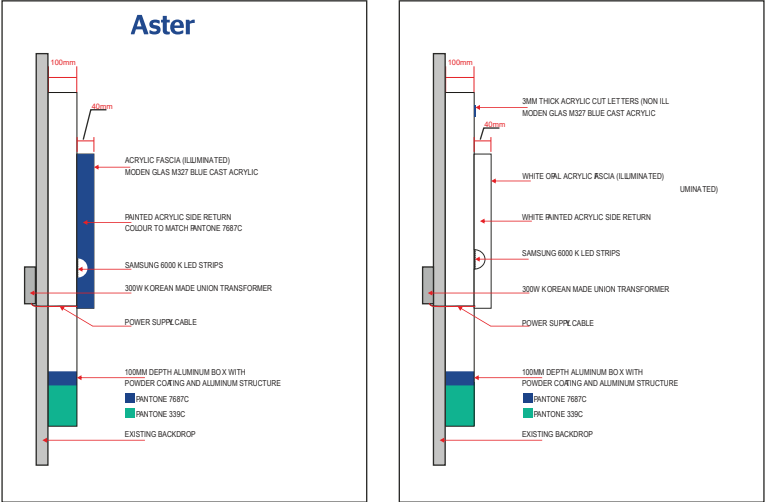 Aster
100mm
40mm
ACRYLIC FASCIA (ILLIUMINATED)
MODEN GLAS M327 BLUE CAST ACRYLIC
PAINTED ACRYLIC SIDE RETURN
COLOUR TO MATCH PANTONE 7687C
SAMSUNG 6000 K LED STRIPS
300W KOREAN MADE UNION TRANSFORMER
POWER SUPPLY CABLE
100MM DEPTH ALUMINUM BOX WITH
POWDER COATING AND ALUMINUM STRUCTURE
PANTONE 7687C
PANTONE 339C
EXISTING BACKDROP
100mm
3MM THICK ACRYLIC CUT LETTERS (NON ILL
MODEN GLAS M327 BLUE CAST ACRYLIC
40mm
WHITE OPAL ACRYLIC FASCIA (ILLIUMINATED)
UMINATED)
WHITE PAINTED ACRYLIC SIDE RETURN
SAMSUNG 6000 K LED STRIPS
300W KOREAN MADE UNION TRANSFORMER
POWER SUPPLY CABLE
100MM DEPTH ALUMINUM BOX WITH
POWDER COATING AND ALUMINUM STRUCTURE
PANTONE 7687C
PANTONE 339C
EXISTING BACKDROP